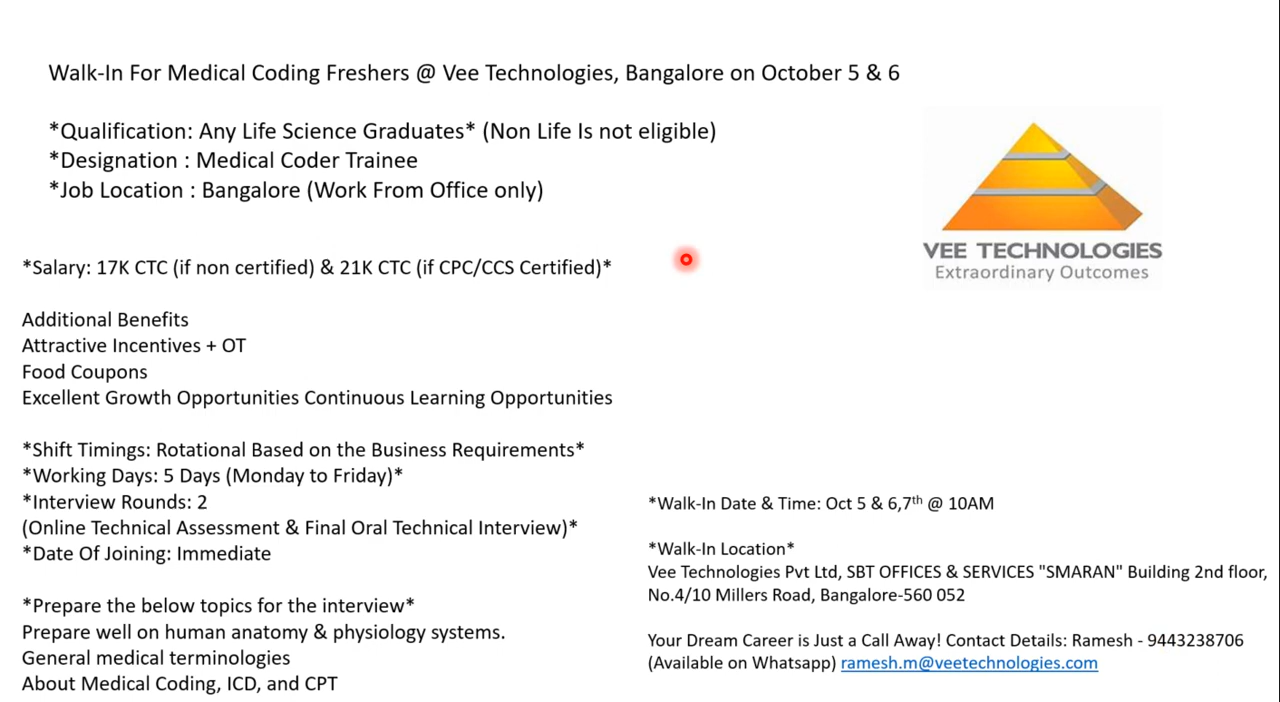 Walk-In For Medical Coding Freshers @ Vee Technologies, Bangalore on October 5 & 6
*Qualification: Any Life Science Graduates* (Non Life Is not eligible)
*Designation : Medical Coder Trainee
*Job Location : Bangalore (Work From Office only)
VEE TECHNOLOGIES
Extraordinary Outcomes
*Salary: 17K CTC (if non certified) & 21K CTC (if CPC/CCS Certified)*
Additional Benefits
Attractive Incentives + OT
Food Coupons
Excellent Growth Opportunities Continuous Learning Opportunities
*Shift Timings: Rotational Based on the Business Requirements*
*Working Days: 5 Days (Monday to Friday)*
*Interview Rounds: 2
(Online Technical Assessment & Final Oral Technical Interview)*
*Date Of Joining: Immediate
*Prepare the below topics for the interview*
Prepare well on human anatomy & physiology systems.
General medical terminologies
About Medical Coding, ICD, and CPT
*Walk-In Date & Time: Oct 5 & 6,7th @ 10AM
*Walk-In Location*
Vee Technologies Pvt Ltd, SBT OFFICES & SERVICES "SMARAN" Building 2nd floor,
No.4/10 Millers Road, Bangalore-560 052
Your Dream Career is Just a Call Away! Contact Details: Ramesh - 9443238706
(Available on Whatsapp) ramesh.m@veetechnologies.com